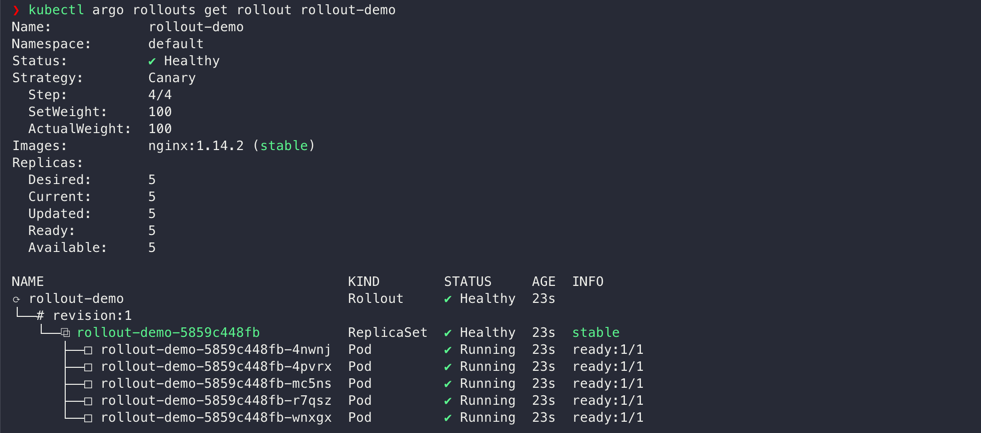 ❯ kubectl argo rollouts get rollout rollout-demo
Name:            rollout-demo
Namespace:       default
Status:          ✔ Healthy
Strategy:        Canary
  Step:          4/4
  SetWeight:     100
  ActualWeight:  100
Images:          nginx:1.14.2 (stable)
Replicas:
  Desired:       5
  Current:       5
  Updated:       5
  Ready:         5
  Available:     5

NAME                                      KIND        STATUS     AGE  INFO
⟳ rollout-demo                            Rollout     ✔ Healthy  23s
└──# revision:1
   └──⧉ rollout-demo-5859c448fb           ReplicaSet  ✔ Healthy  23s  stable
      ├──□ rollout-demo-5859c448fb-4nwnj  Pod         ✔ Running  23s  ready:1/1
      ├──□ rollout-demo-5859c448fb-4pvrx  Pod         ✔ Running  23s  ready:1/1
      ├──□ rollout-demo-5859c448fb-mc5ns  Pod         ✔ Running  23s  ready:1/1
      ├──□ rollout-demo-5859c448fb-r7qsz  Pod         ✔ Running  23s  ready:1/1
      └──□ rollout-demo-5859c448fb-wnxgx  Pod         ✔ Running  23s  ready:1/1